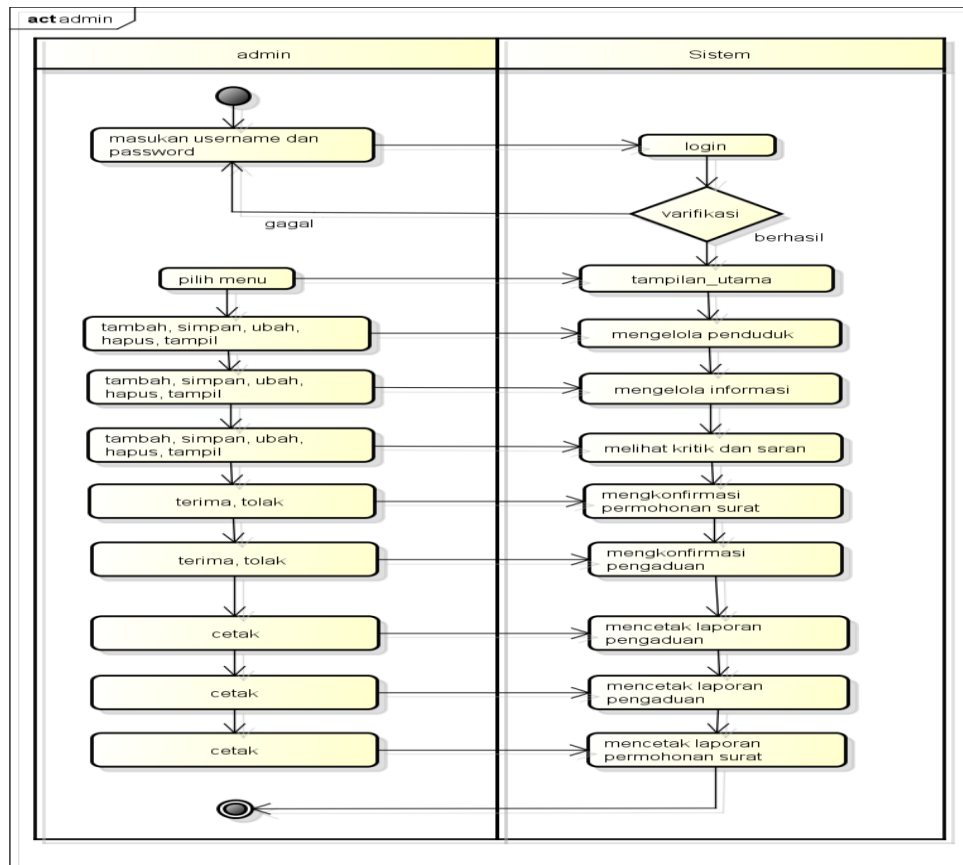 act admin
admin
Sistem
masukan username dan
password
login
varifikasi
gagal
berhasil
pilih menu
tampilan_utama
tambah, simpan, ubah,
hapus, tampil
mengelola penduduk
tambah, simpan, ubah,
hapus, tampil
mengelola informasi
tambah, simpan, ubah,
hapus, tampil
melihat kritik dan saran
terima, tolak
mengkonfirmasi
permohonan surat
terima, tolak
mengkonfirmasi
pengaduan
cetak
mencetak laporan
pengaduan
cetak
mencetak laporan
pengaduan
cetak
mencetak laporan
permohonan surat